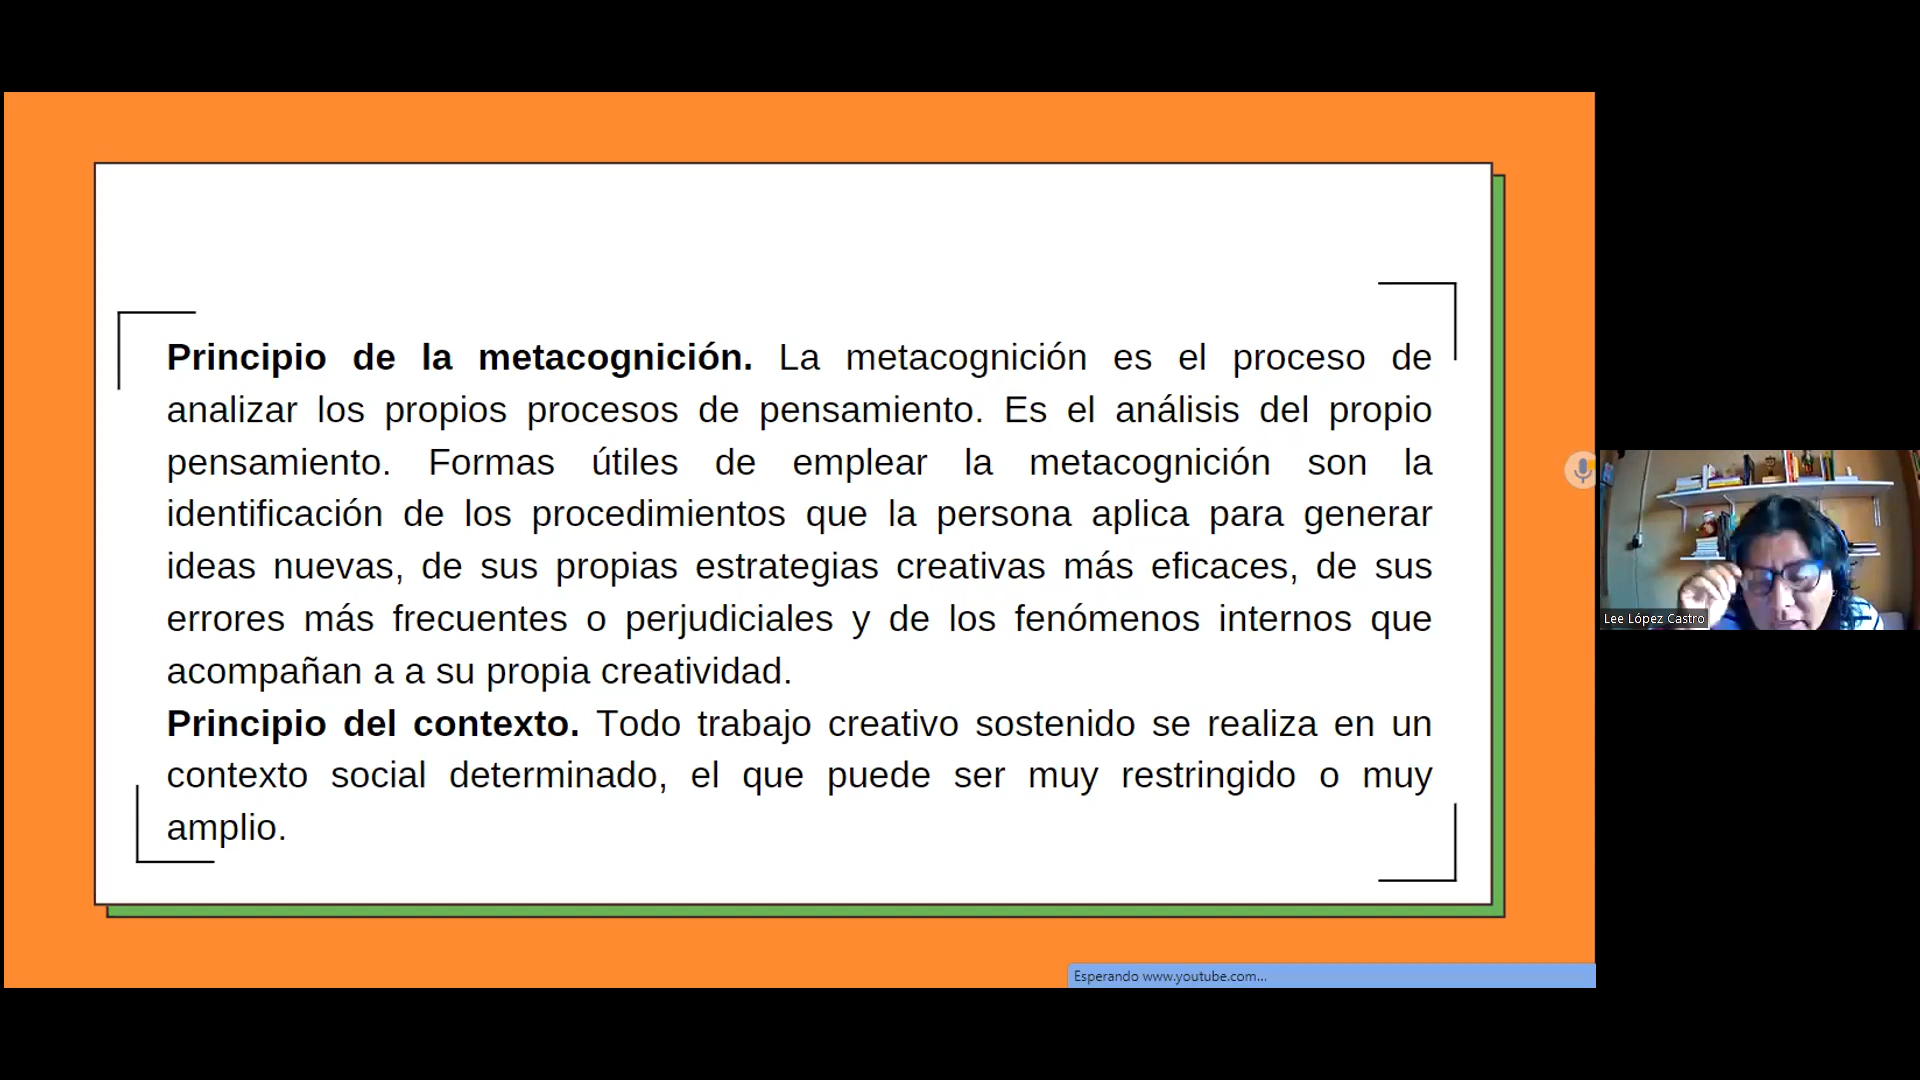 Principio de la metacognición. La metacognición es el proceso de
analizar los propios procesos de pensamiento. Es el análisis del propio
pensamiento. Formas útiles de emplear la metacognición son la
identificación de los procedimientos que la persona aplica para generar
ideas nuevas, de sus propias estrategias creativas más eficaces, de sus
errores más frecuentes o perjudiciales y de los fenómenos internos que
acompañan a a su propia creatividad.
Principio del contexto. Todo trabajo creativo sostenido se realiza en un
contexto social determinado, el que puede ser muy restringido o muy
amplio.
Lee López Castro
Esperando www.youtube.com...